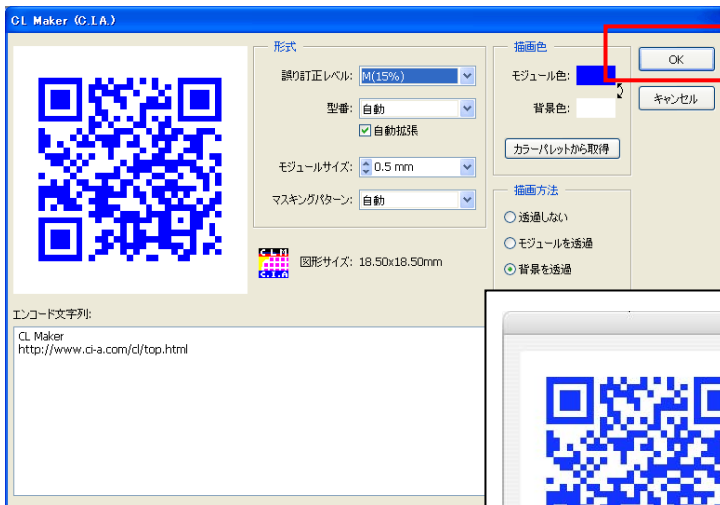 CL Maker (C.I.A.)
形式
誤り訂正レベル: M(15%)
型番: 自動
自動拡張
モジュールサイズ: 0.5 mm
マスキングパターン: 自動
C L M
C.I.A
図形サイズ: 18.50x18.50mm
描画色
モジュール色:
背景色:
カラーパレットから取得
描画方法
透過しない
モジュールを透過
背景を透過
OK
キャンセル
エンコード文字列:
CL Maker
http://www.ci-a.com/cl/top.html